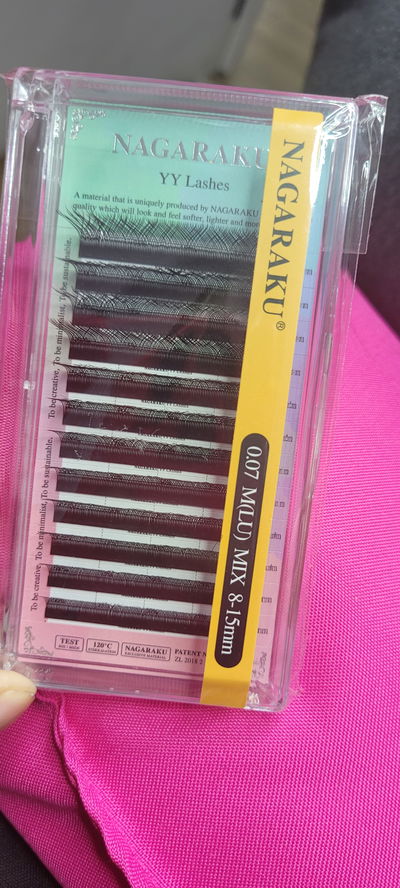 NAGARAKU
YY Lashes
A material that is uniquely produced by NAGARAKU
quality which will look and feel softer, lighter and more
To be creative, To be minimalist, To be sustainable,
To be creative, To be minimalist, To be sustainable.
NAGARAKU®
0.07 M(LU) MIX 8-15mm
TEST
120°C
NAGARAKU
EXCLUSIVE MATERIAL
PATENT N
ZL 2018 2